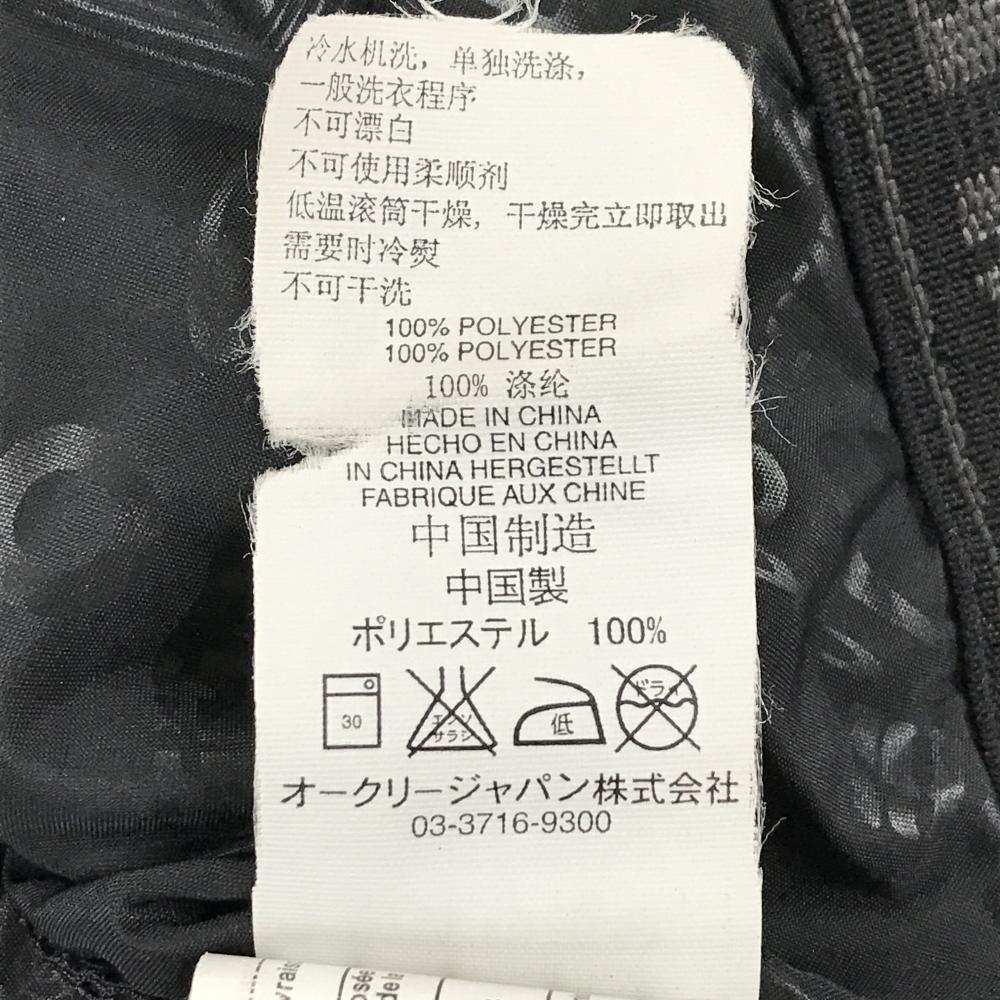 冷水机洗，单独洗涤，
一般洗衣程序
不可漂白
不可使用柔顺剂
低温滚筒干燥，干燥完立即取出
需要时冷熨
不可干洗
100% POLYESTER
100% POLYESTER
100% 涤纶
MADE IN CHINA
HECHO EN CHINA
IN CHINA HERGESTELLT
FABRIQUE AUX CHINE
中国制造
中国製
ポリエステル 100%
30 エンソ 低 ドライ
サラシ
オークリージャパン株式会社
03-3716-9300